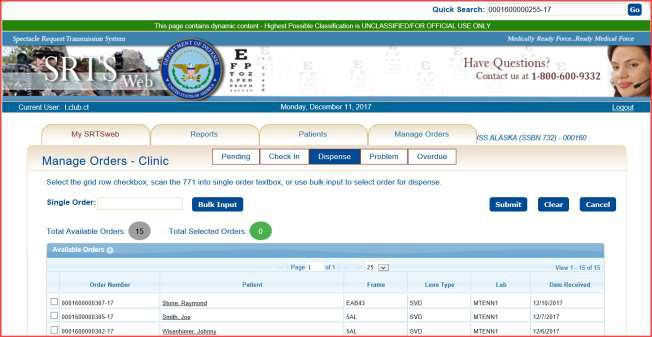 Quick Search: 0001600000255-17 Go
This page contains dynamic content - Highest Possible Classification is UNCLASSIFIED/FOR OFFICIAL USE ONLY
Spectacle Request Transmission System
Medically Ready Force...Ready Medical Force
SRTS Web
DEPARTMENT OF DEFENSE
E
F P
T O Z
L P E D
Have Questions?
Contact us at 1-800-600-9332
Current User: t.club.cl
Monday, December 11, 2017
Logout
My SRTSweb
Reports
Patients
Manage Orders
ISS ALASKA (SSBN 732) - 000160
Manage Orders - Clinic
Pending
Check In
Dispense
Problem
Overdue
Select the grid row checkbox, scan the 771 into single order textbox, or use bulk input to select order for dispense.
Single Order:
Bulk Input
Submit
Clear
Cancel
Total Available Orders: 15
Total Selected Orders: 0
Available Orders
Page 1 of 1 25
View 1 - 15 of 15
Order Number Patient Frame Lens Type Lab Date Received
0001600000307-17 Stone, Raymond EAB43 SVD MTENN1 12/10/2017
0001600000305-17 Smith, Joe 5AL SVD MTENN1 12/7/2017
0001600000302-17 Wisenhimer, Johnny 5AL SVD MTENN1 12/6/2017